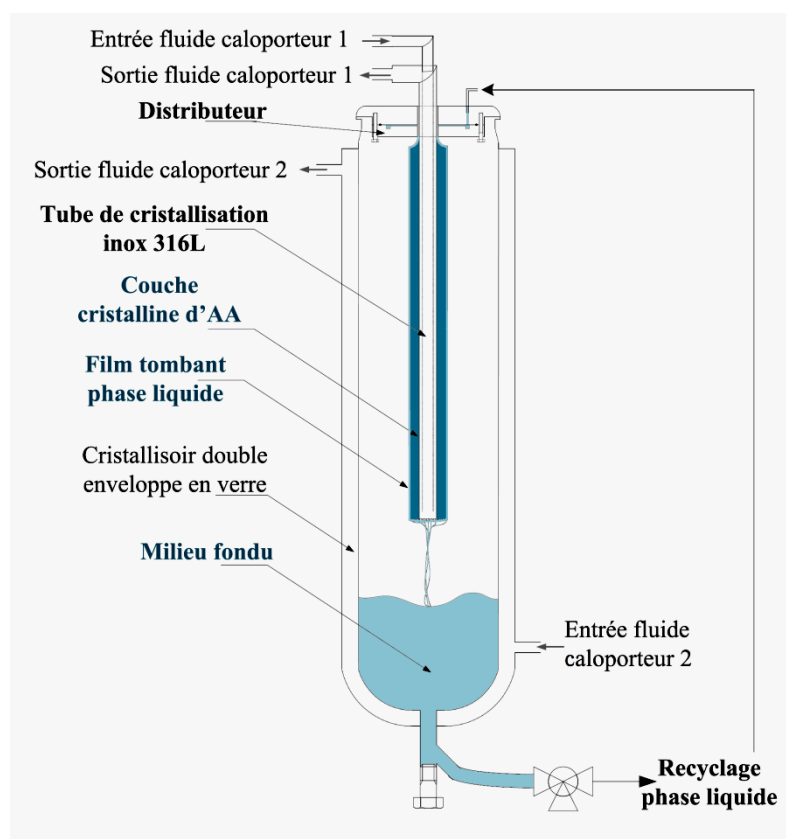 Entrée fluide caloporteur 1
Sortie fluide caloporteur 1
Distributeur
Sortie fluide caloporteur 2
Tube de cristallisation
inox 316L
Couche
cristalline d’AA
Film tombant
phase liquide
Cristallisoir double
enveloppe en verre
Milieu fondu
Entrée fluide
caloporteur 2
Recyclage
phase liquide